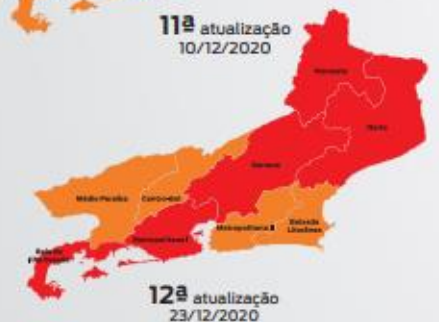 11ª atualização
10/12/2020
Noroeste
Norte
Serrana
Médio Paraíba
Centro-Sul
Metropolitana II
Baixada
Litorânea
Metropolitana I
Baía da
Ilha Grande
12ª atualização
23/12/2020